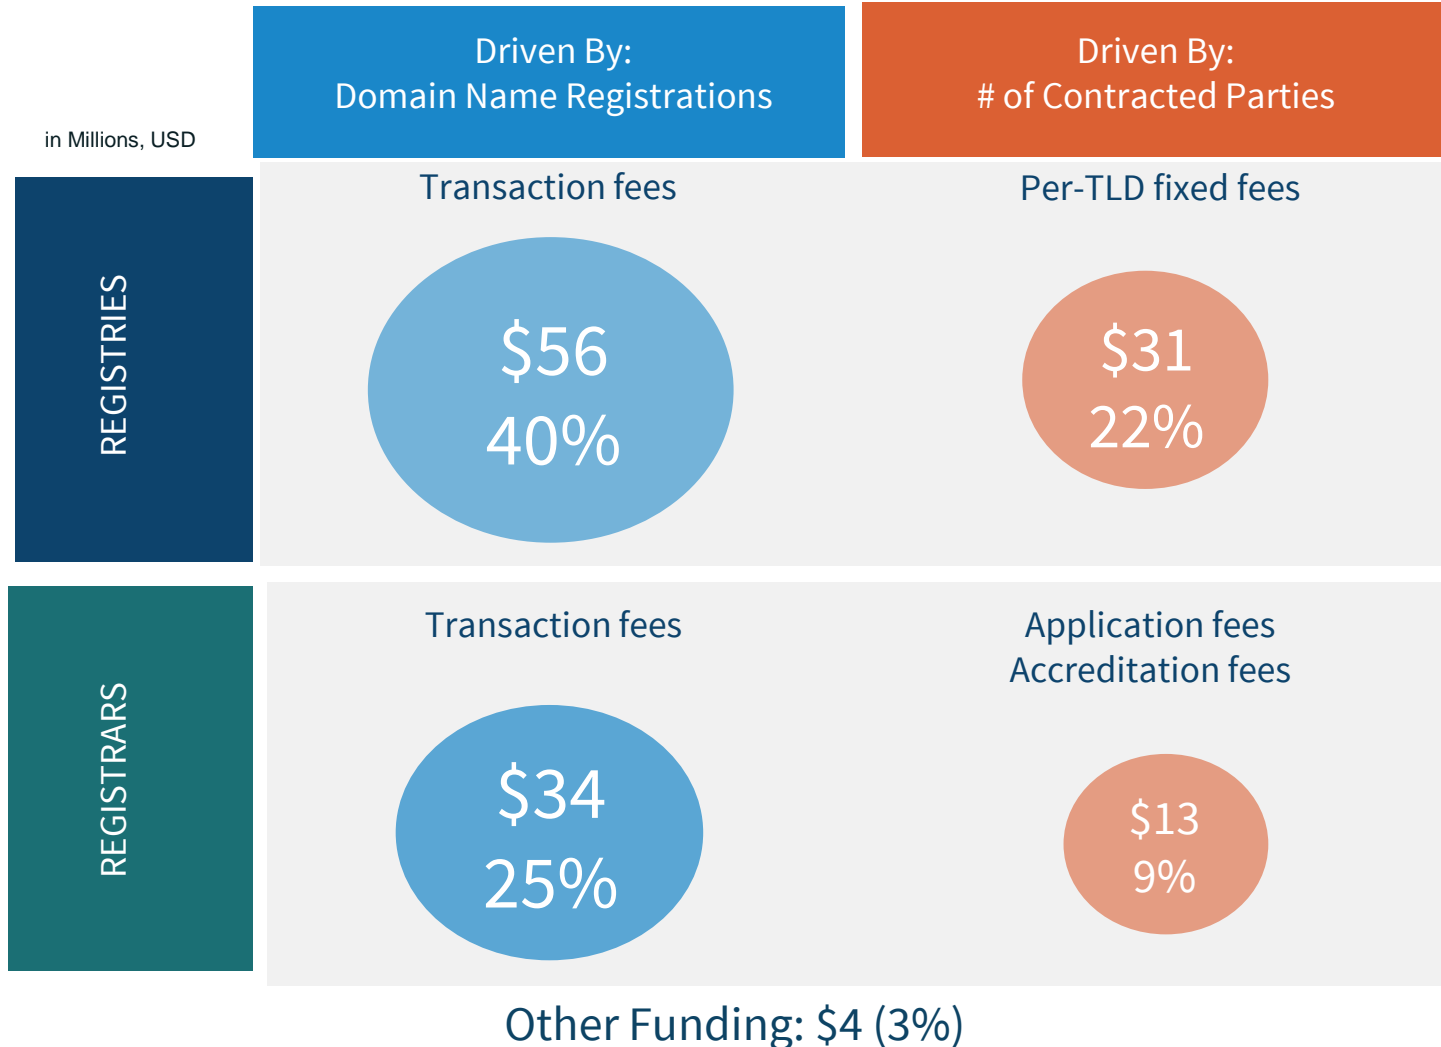 Driven By:
Domain Name Registrations
Driven By:
# of Contracted Parties
in Millions, USD
REGISTRIES
Transaction fees
$56
40%
Per-TLD fixed fees
$31
22%
REGISTRARS
Transaction fees
$34
25%
Application fees
Accreditation fees
$13
9%
Other Funding: $4 (3%)